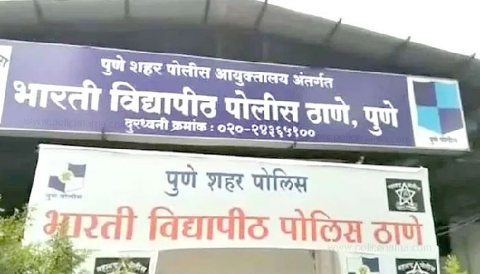 पुणे शहर पोलीस आयुक्तालय अंतर्गत
भारती विद्यापीठ पोलीस ठाणे, पुणे
दुरध्वनी क्रमांक : ०२०-२४३६५१००
पुणे शहर पोलिस
भारती विद्यापीठ पोलिस ठाणे